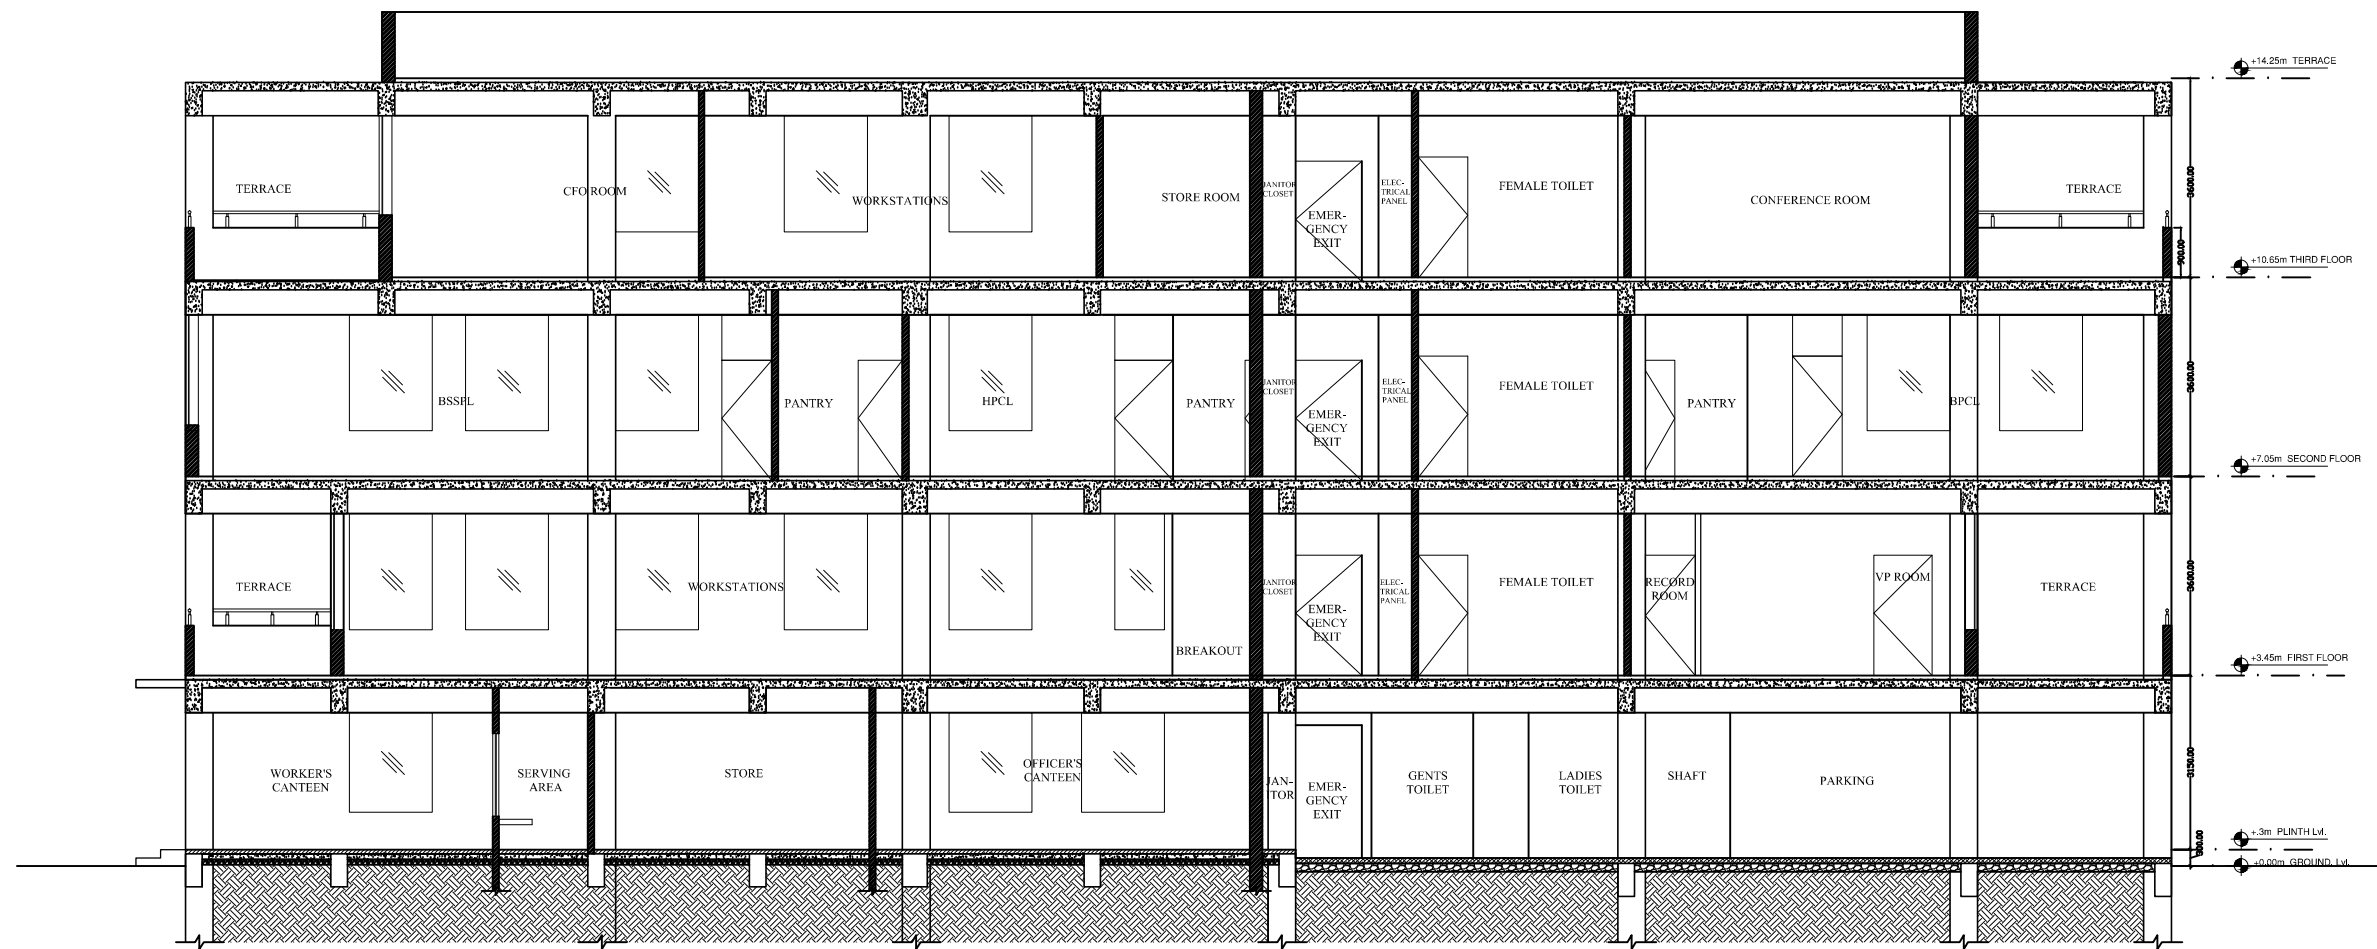 +14.25m TERRACE
TERRACE
CFO ROOM
WORKSTATIONS
STORE ROOM
JANITOR
CLOSET
EMER-
GENCY
EXIT
ELEC-
TRICAL
PANEL
FEMALE TOILET
CONFERENCE ROOM
TERRACE
3600.00
900.00
+10.65m THIRD FLOOR
BSSPL
PANTRY
HPCL
PANTRY
JANITOR
CLOSET
EMER-
GENCY
EXIT
ELEC-
TRICAL
PANEL
FEMALE TOILET
PANTRY
BPCL
3600.00
+7.05m SECOND FLOOR
TERRACE
WORKSTATIONS
BREAKOUT
JANITOR
CLOSET
EMER-
GENCY
EXIT
ELEC-
TRICAL
PANEL
FEMALE TOILET
RECORD
ROOM
VP ROOM
TERRACE
3600.00
+3.45m FIRST FLOOR
WORKER'S
CANTEEN
SERVING
AREA
STORE
OFFICER'S
CANTEEN
JAN-
ITOR
EMER-
GENCY
EXIT
GENTS
TOILET
LADIES
TOILET
SHAFT
PARKING
3150.00
+.3m PLINTH Lvl.
300.00
+0.00m GROUND. Lvl.